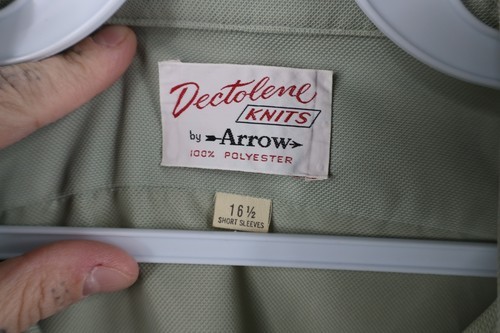 Dectolene
KNITS
by Arrow
100% POLYESTER
16½
SHORT SLEEVES